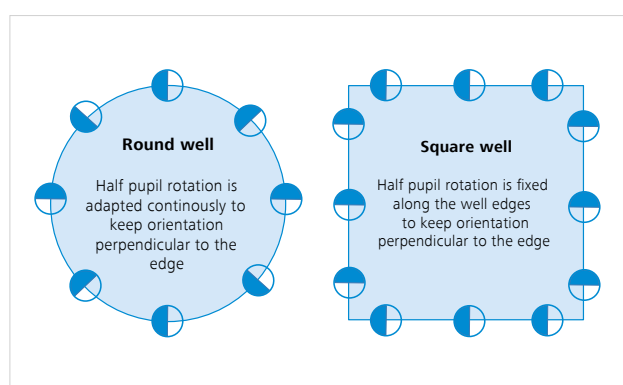 Round well
Half pupil rotation is
adapted continously to
keep orientation
perpendicular to the
edge
Square well
Half pupil rotation is fixed
along the well edges
to keep orientation
perpendicular to the edge